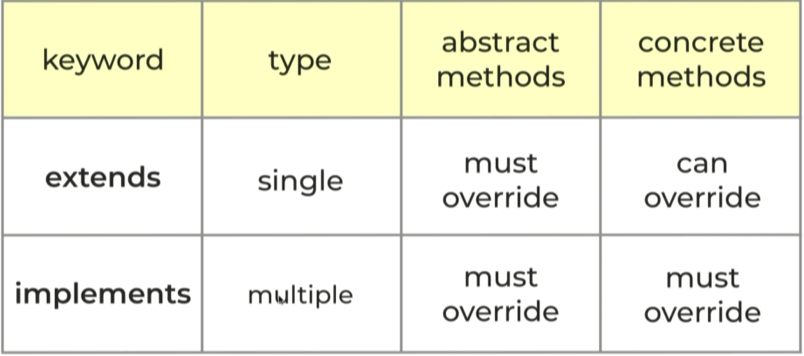 keyword
type
abstract
methods
concrete
methods
extends
single
must
override
can
override
implements
multiple
must
override
must
override